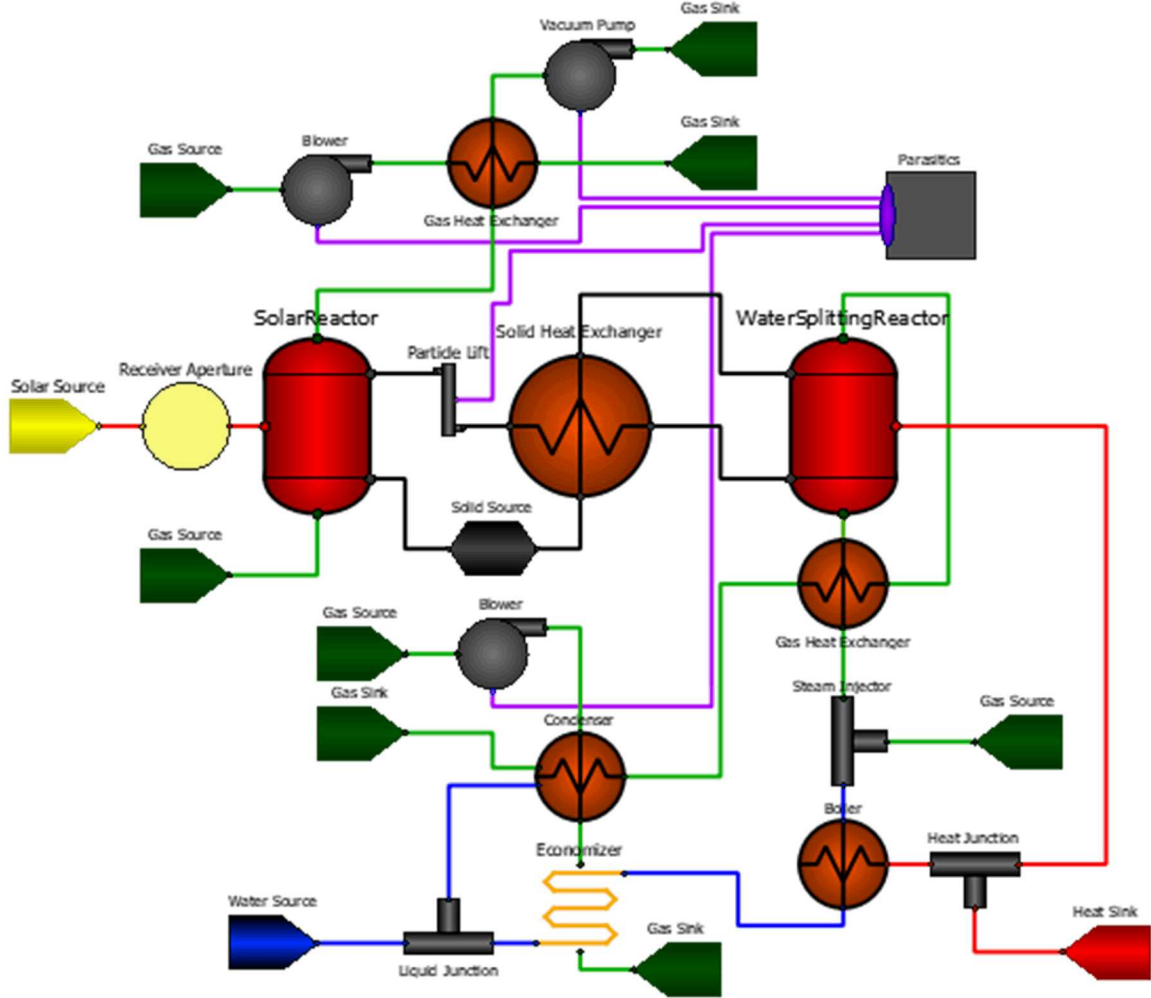 Gas Sink
Vacuum Pump
Gas Sink
Blower
Gas Source
Parasitics
Gas Heat Exchanger
SolarReactor
WaterSplittingReactor
Solid Heat Exchanger
Particle Lift
Receiver Aperture
Solar Source
Solid Source
Gas Source
Blower
Gas Source
Gas Heat Exchanger
Steam Injector
Gas Sink
Gas Source
Condenser
Boiler
Heat Junction
Economizer
Water Source
Heat Sink
Gas Sink
Liquid Junction